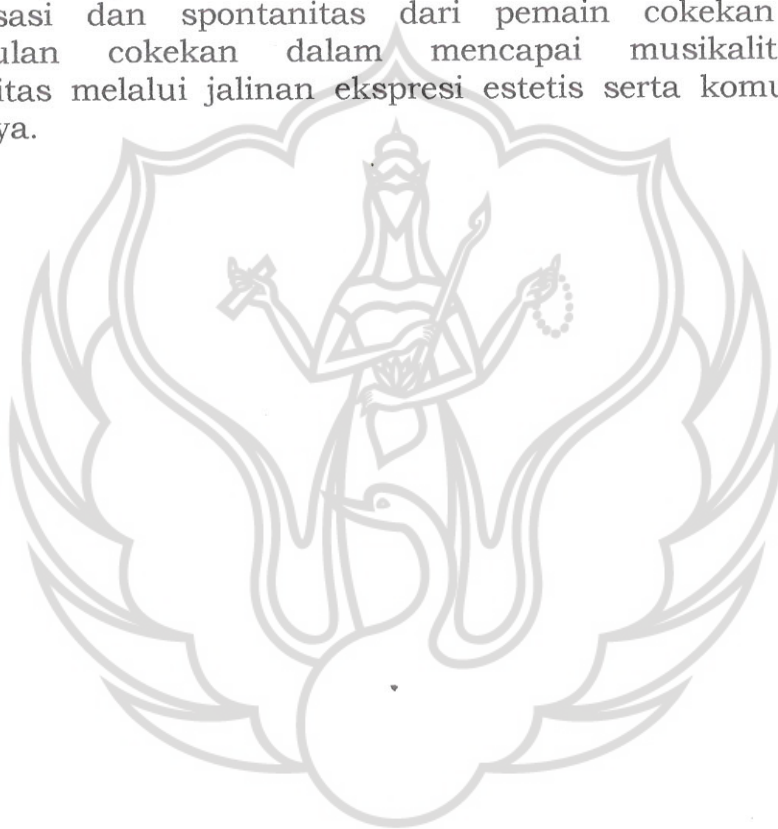 sasi dan spontanitas dari pemain cokekan
ulan cokekan dalam mencapai musikalit
itas melalui jalinan ekspresi estetis serta komu
ya.